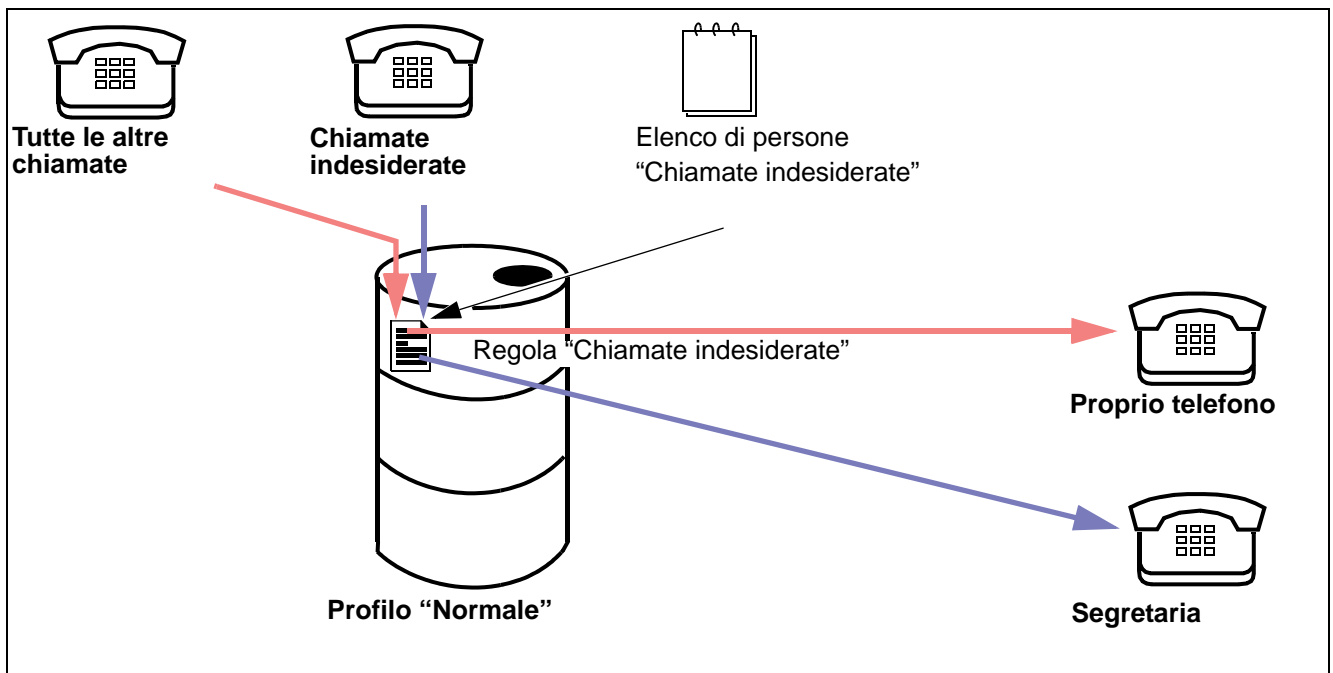 Tutte le altre
chiamate
Chiamate
indesiderate
Elenco di persone
“Chiamate indesiderate”
Regola “Chiamate indesiderate”
Proprio telefono
Profilo “Normale”
Segretaria